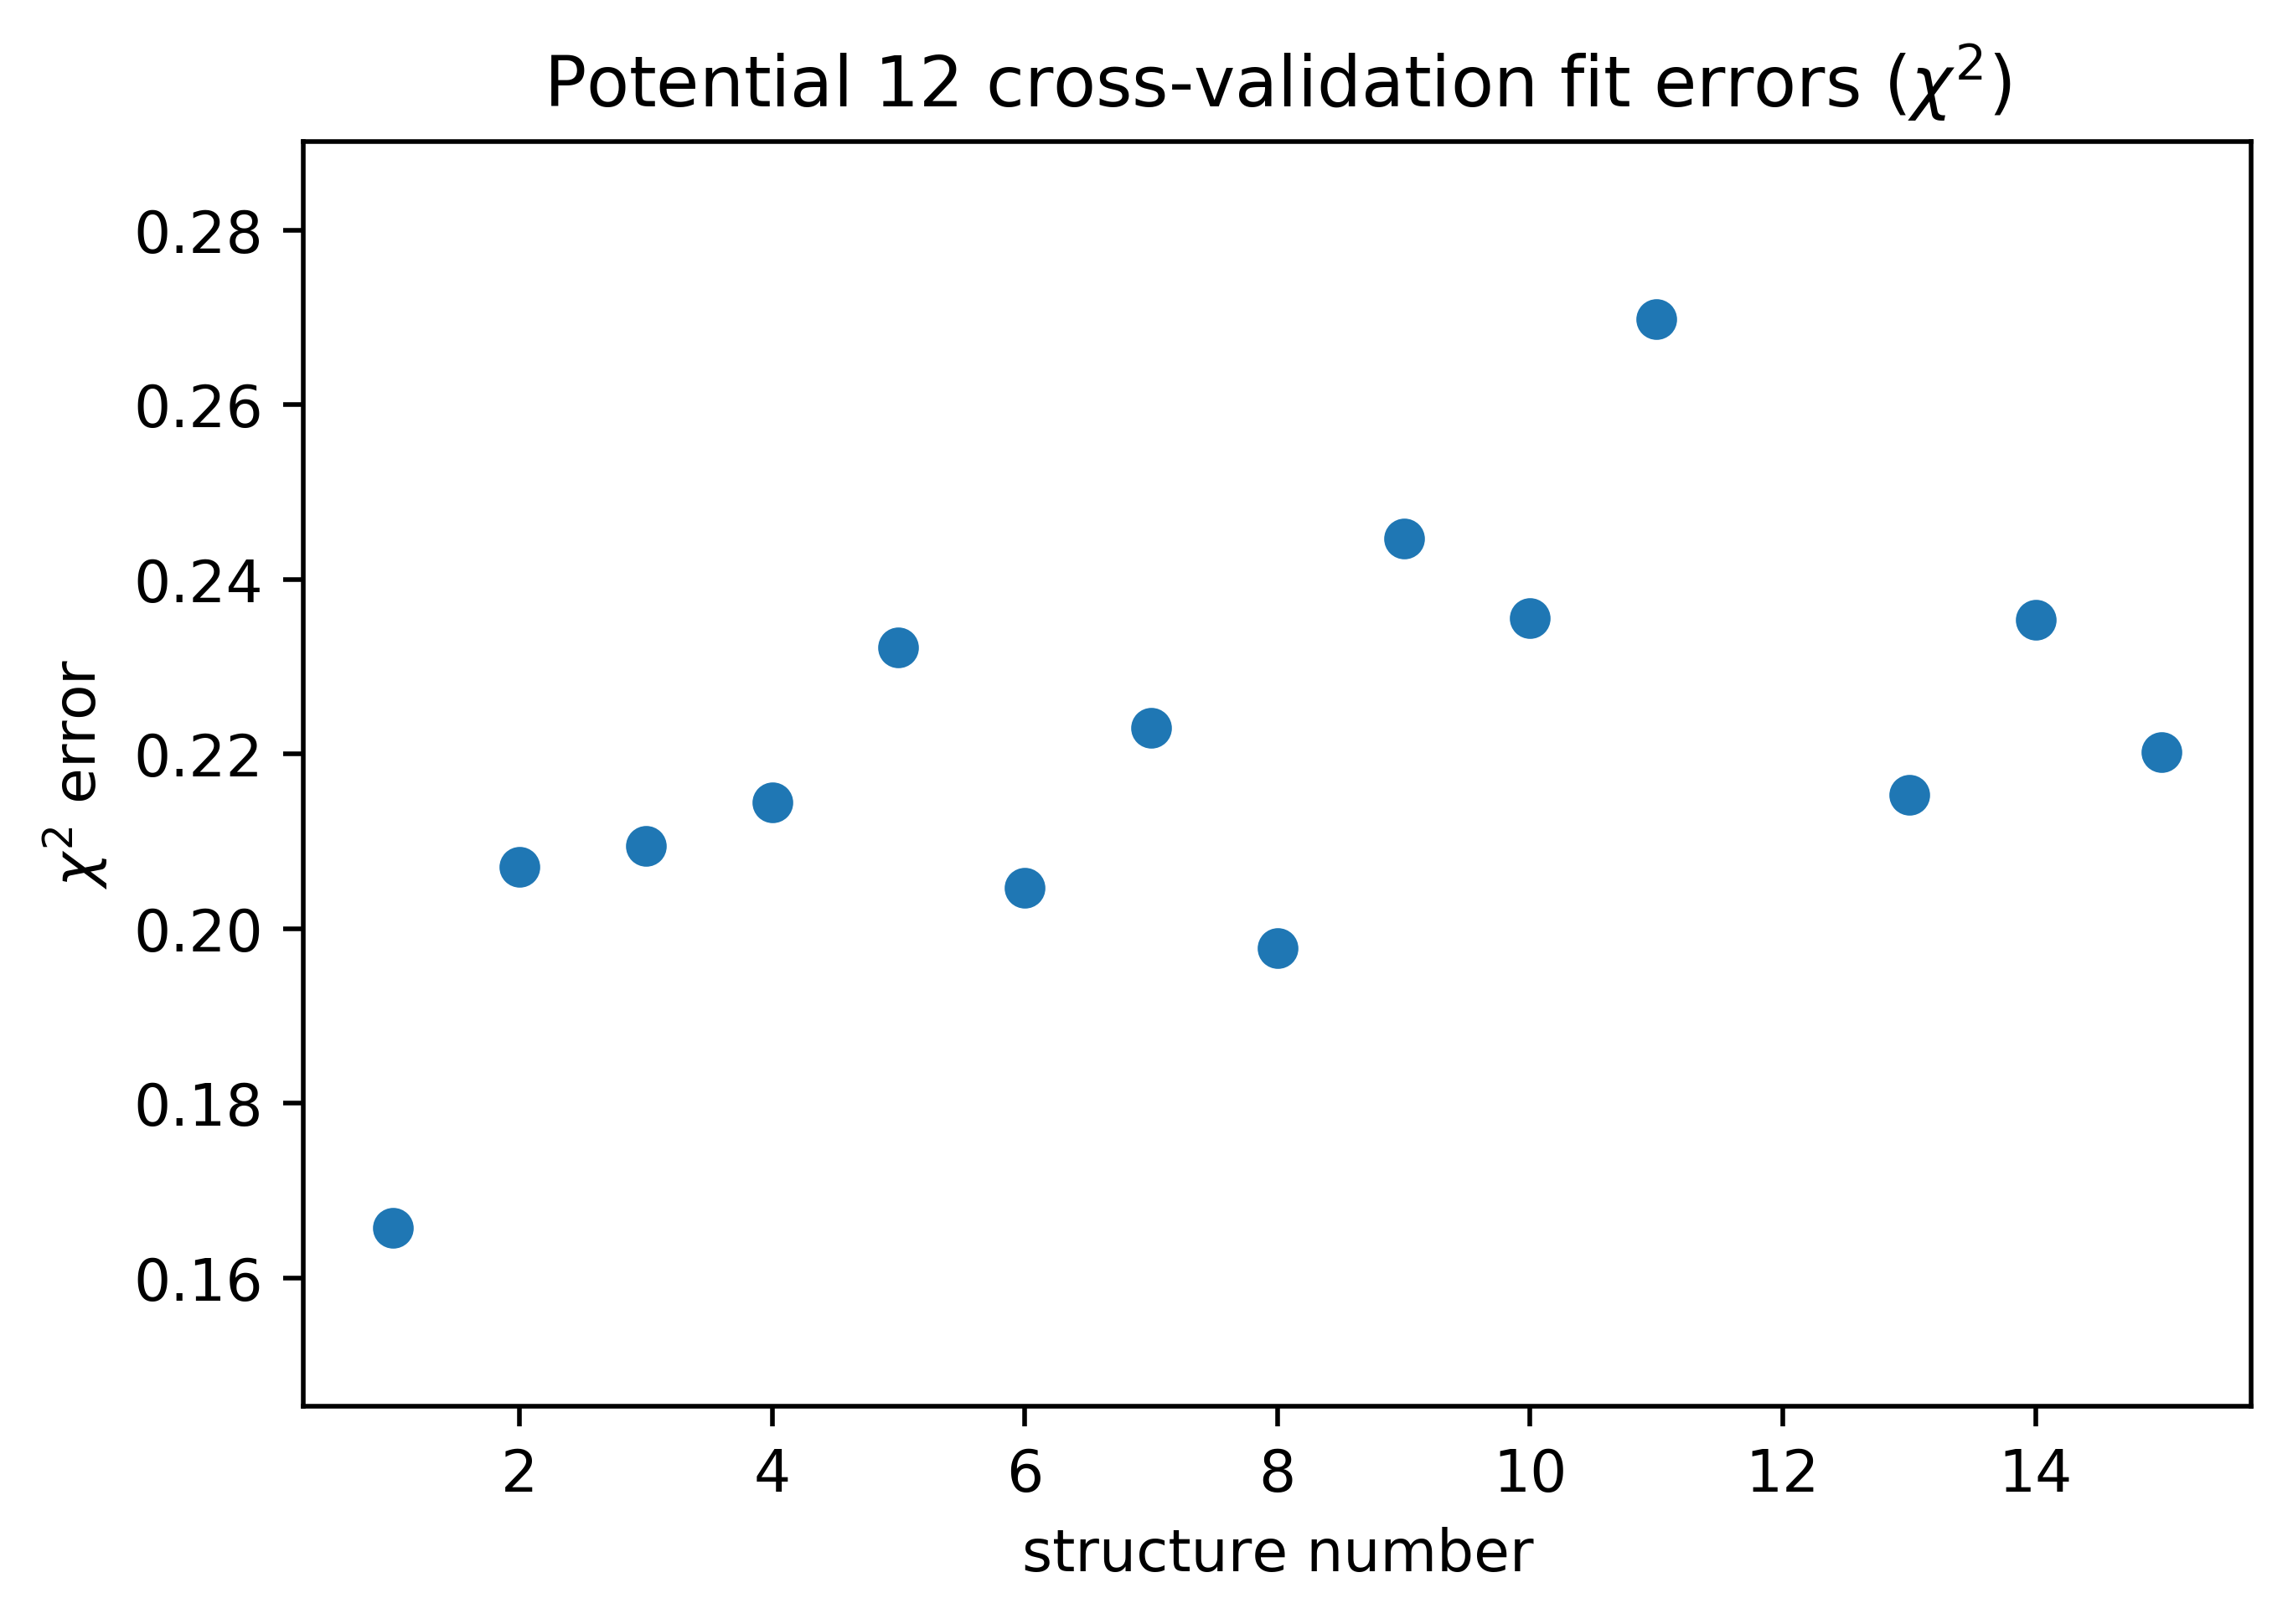 Potential 12 cross-validation fit errors (χ²)
0.28
0.26
0.24
0.22
0.20
0.18
0.16
χ² error
2 4 6 8 10 12 14
structure number